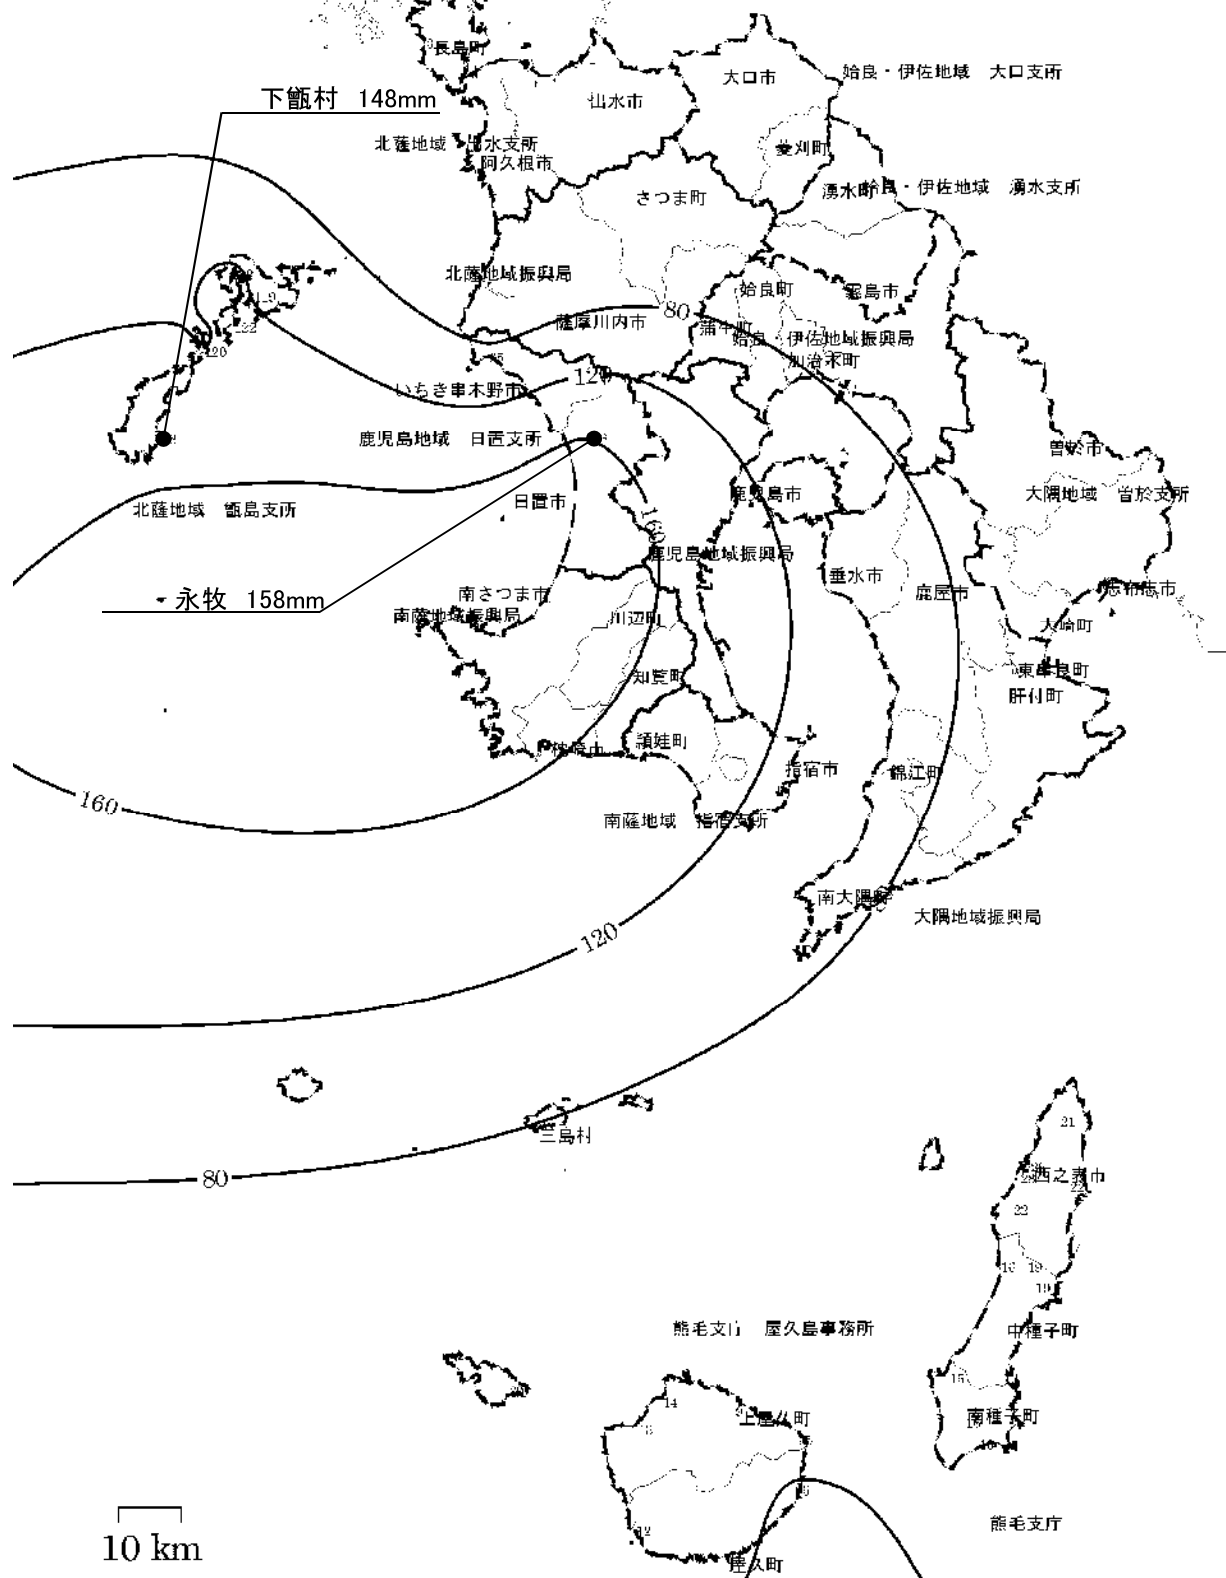 長島町
大口市
姶良・伊佐地域　大口支所
下甑村　148mm
出水市
北薩地域　出水支所
阿久根市
菱刈町
湧水町
姶良・伊佐地域　湧水支所
さつま町
北薩地域振興局
姶良町
霧島市
80
薩摩川内市
蒲生町
姶良　伊佐地域振興局
加治木町
120
いちき串木野市
鹿児島地域　日置支所
曽於市
鹿児島市
大隅地域　曽於支所
日置市
北薩地域　甑島支所
160
鹿児島地域振興局
垂水市
鹿屋市
志布志市
永牧　158mm
南さつま市
南薩地域振興局
川辺町
大崎町
東串良町
知覧町
肝付町
頴娃町
枕崎市
指宿市
錦江町
160
南薩地域　指宿支所
南大隅町
大隅地域振興局
120
21
三島村
80
西之表市
22
22
16
19
19
中種子町
熊毛支庁　屋久島事務所
15
14
上屋久町
南種子町
12
熊毛支庁
屋久町
10 km